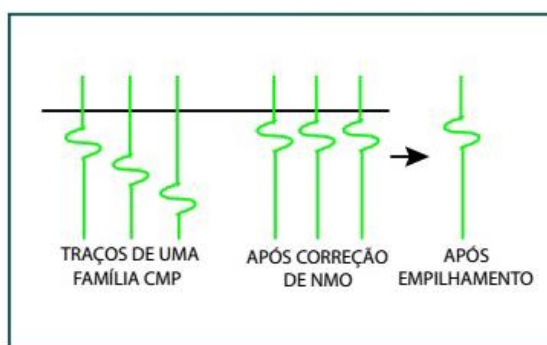 TRAÇOS DE UMA
FAMÍLIA CMP
APÓS CORREÇÃO
DE NMO
APÓS
EMPILHAMENTO